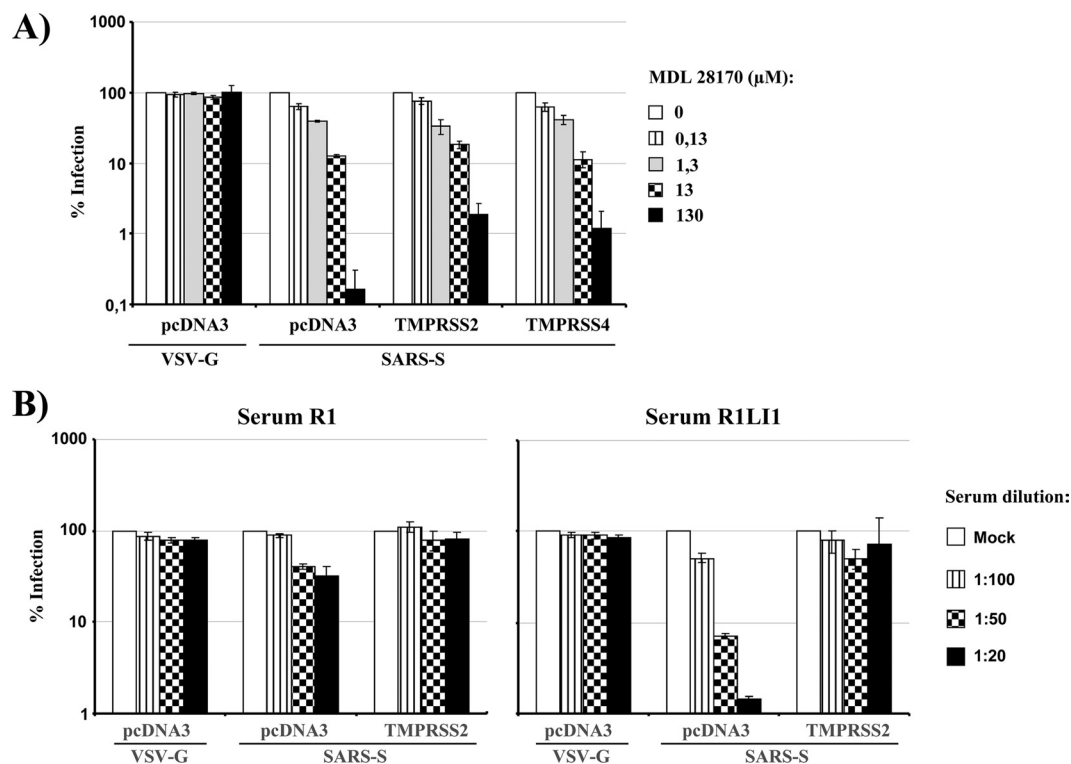 A)
1000
100
10
1
0,1
% Infection
pcDNA3 pcDNA3 TMPRSS2 TMPRSS4
VSV-G SARS-S
MDL 28170 (µM):
0
0,13
1,3
13
130
B)
Serum R1 Serum R1LI1
1000
100
10
1
% Infection
pcDNA3 pcDNA3 TMPRSS2 pcDNA3 pcDNA3 TMPRSS2
VSV-G SARS-S VSV-G SARS-S
Serum dilution:
Mock
1:100
1:50
1:20